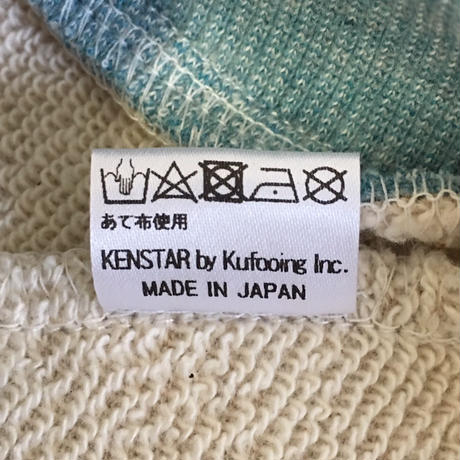 あて布使用
KENSTAR by Kufooing Inc.
MADE IN JAPAN